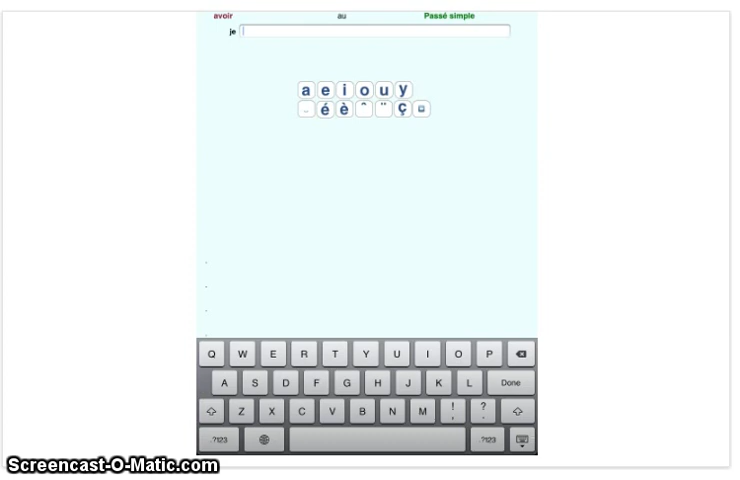 avoir au Passé simple
je
a e i o u y
é è ˆ ¨ ç
Q W E R T Y U I O P
A S D F G H J K L Done
Z X C V B N M ! , ? .
.?123 .?123
Screencast-O-Matic.com